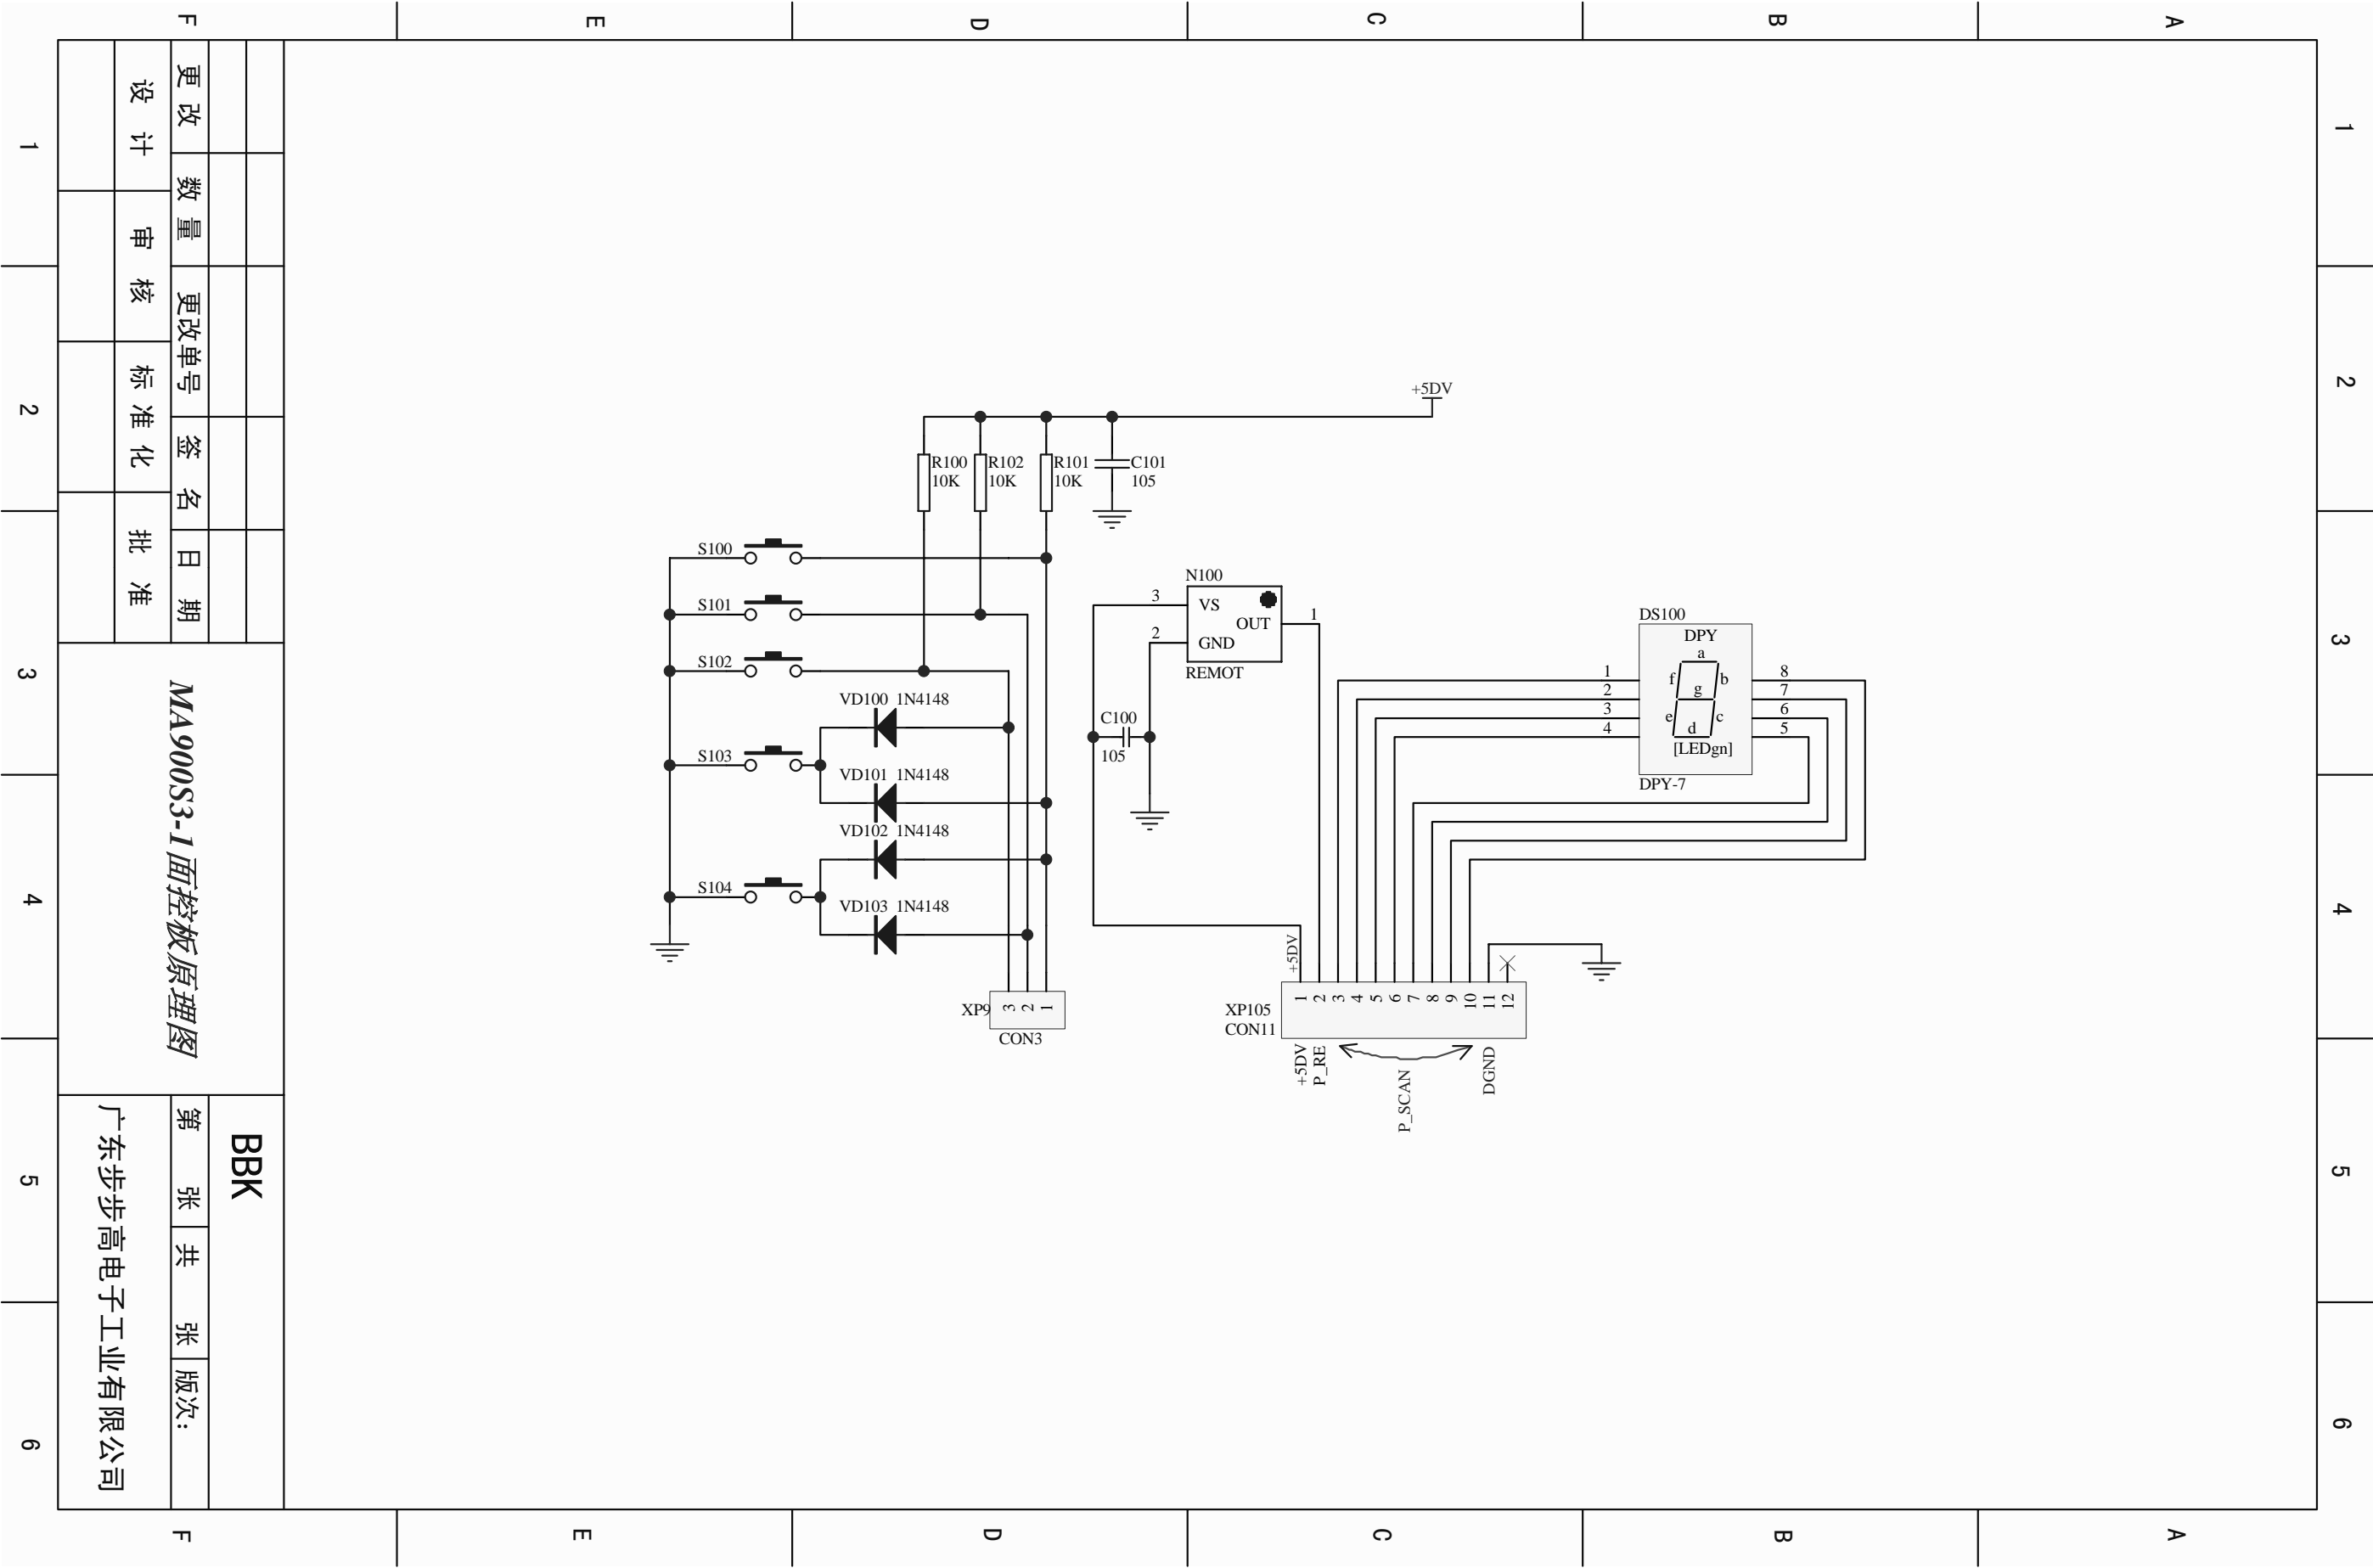 F E D C B A
1
2
3
4
5
6
更改 数量 更改单号 签名 日期
设计 审核 标准化 批准
MA900S3-1面控板原理图
BBK
第 张 共 张 版次:
广东步步高电子工业有限公司
+5DV
R100
10K
R102
10K
R101
10K
C101
105
S100
S101
S102
S103
S104
VD100 1N4148
VD101 1N4148
VD102 1N4148
VD103 1N4148
XP9
3 2 1
CON3
N100
3 VS
OUT 1
2 GND
REMOT
C100
105
DS100
DPY
a
f b
g
e c
d
[LEDgn]
DPY-7
1 8
2 7
3 6
4 5
+5DV
XP105
CON11
1 2 3 4 5 6 7 8 9 10 11 12
+5DV
P_RE
P_SCAN
DGND
1
2
3
4
5
6
F E D C B A